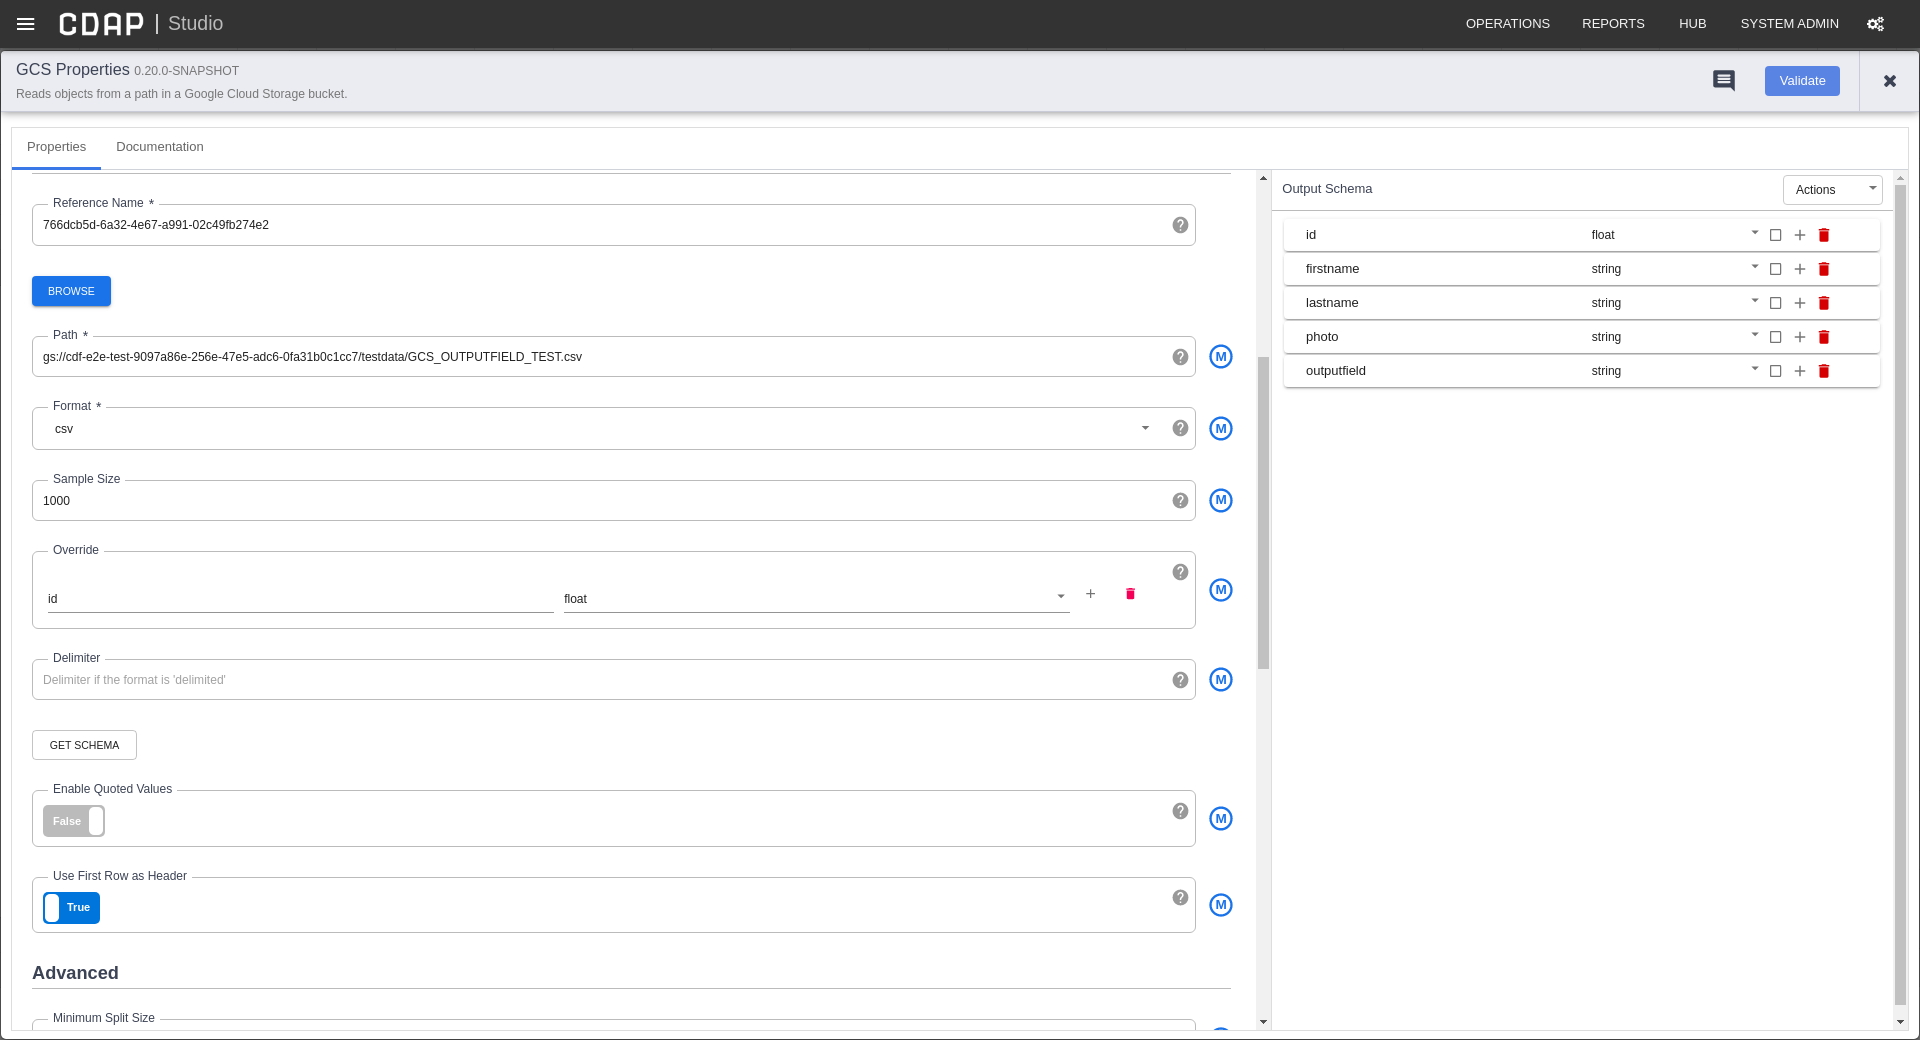 CDAP | Studio
OPERATIONS REPORTS HUB SYSTEM ADMIN
GCS Properties 0.20.0-SNAPSHOT
Reads objects from a path in a Google Cloud Storage bucket.
Validate
Properties Documentation
Reference Name *
766dcb5d-6a32-4e67-a991-02c49fb274e2
?
BROWSE
Path *
gs://cdf-e2e-test-9097a86e-256e-47e5-adc6-0fa31b0c1cc7/testdata/GCS_OUTPUTFIELD_TEST.csv
? M
Format *
csv
? M
Sample Size
1000
? M
Override
?
id float + M
Delimiter
Delimiter if the format is 'delimited'
? M
GET SCHEMA
Enable Quoted Values
False
? M
Use First Row as Header
True
? M
Advanced
Minimum Split Size
Output Schema
Actions
id float
firstname string
lastname string
photo string
outputfield string